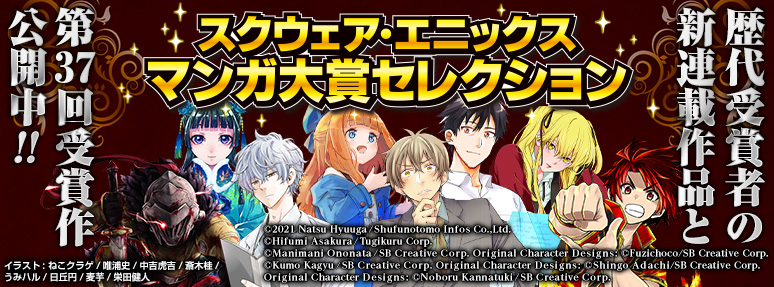 歴代受賞者の
新連載作品と
第37回受賞作
公開中!!
スクウェア・エニックス
マンガ大賞セレクション
©2021 Natsu Hyuuga/Shufunotomo Infos Co.,Ltd.
©Hifumi Asakura/Tugikuru Corp.
©Manimani Ononata/SB Creative Corp. Original Character Designs: ©Fuzichoco/SB Creative Corp.
©Kumo Kagyu/SB Creative Corp. Original Character Designs: ©Shingo Adachi/SB Creative Corp.
Original Character Designs: ©Noboru Kannatuki/SB Creative Corp.
イラスト：ねこクラゲ / 唯浦史 / 中吉虎吉 / 斎木桂 /
うみハル / 日丘円 / 麦芋 / 栄田健人